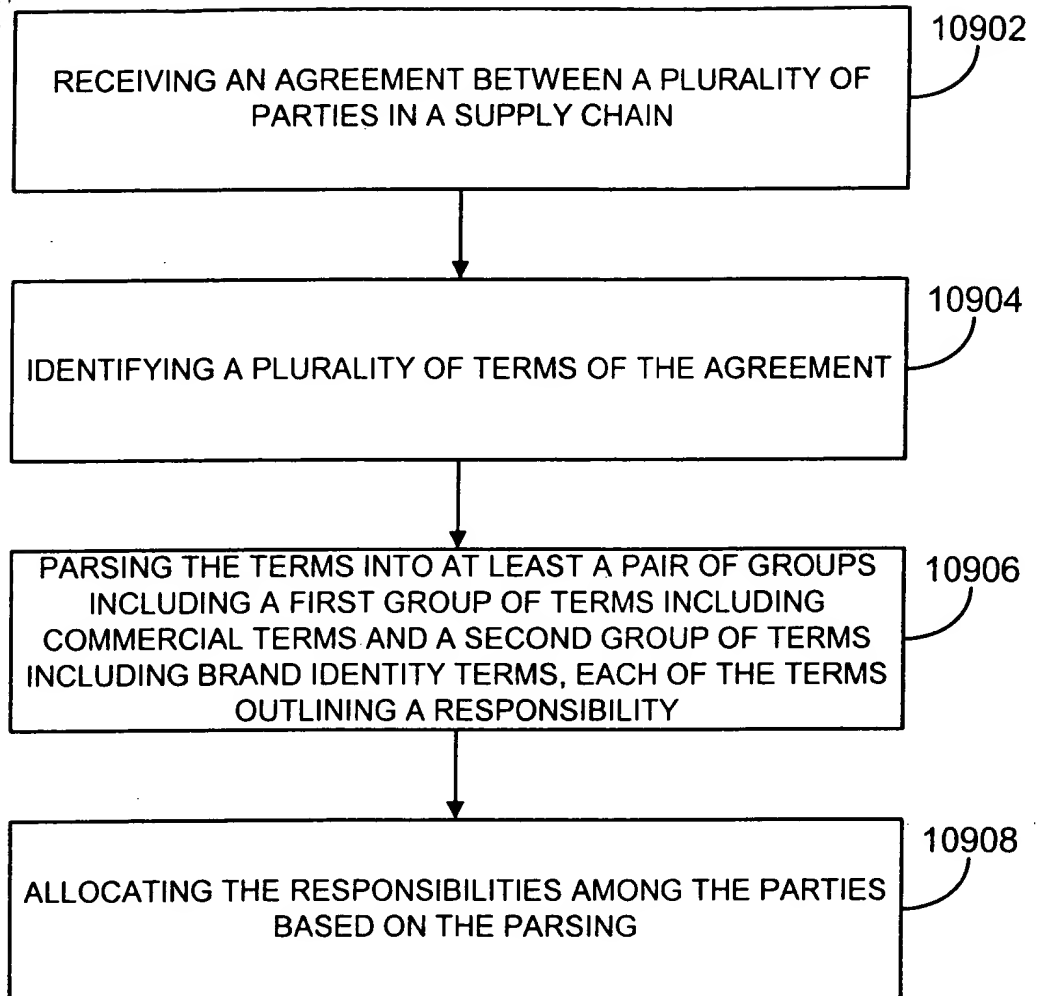 10902
RECEIVING AN AGREEMENT BETWEEN A PLURALITY OF
PARTIES IN A SUPPLY CHAIN
10904
IDENTIFYING A PLURALITY OF TERMS OF THE AGREEMENT
10906
PARSING THE TERMS INTO AT LEAST A PAIR OF GROUPS
INCLUDING A FIRST GROUP OF TERMS INCLUDING
COMMERCIAL TERMS AND A SECOND GROUP OF TERMS
INCLUDING BRAND IDENTITY TERMS, EACH OF THE TERMS
OUTLINING A RESPONSIBILITY
10908
ALLOCATING THE RESPONSIBILITIES AMONG THE PARTIES
BASED ON THE PARSING